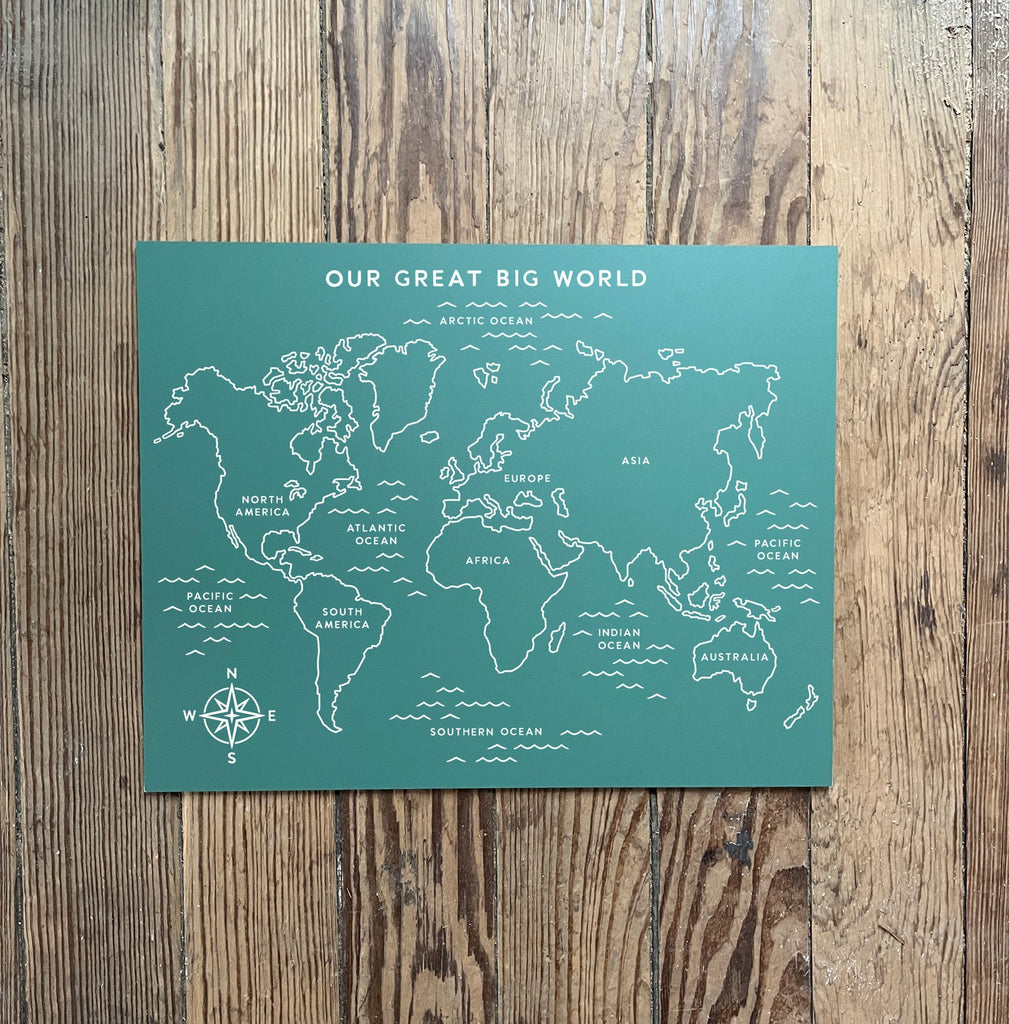 OUR GREAT BIG WORLD
ARCTIC OCEAN
ASIA
EUROPE
NORTH
AMERICA
ATLANTIC
OCEAN
PACIFIC
OCEAN
AFRICA
PACIFIC
OCEAN
SOUTH
AMERICA
INDIAN
OCEAN
AUSTRALIA
N
W E
S
SOUTHERN OCEAN